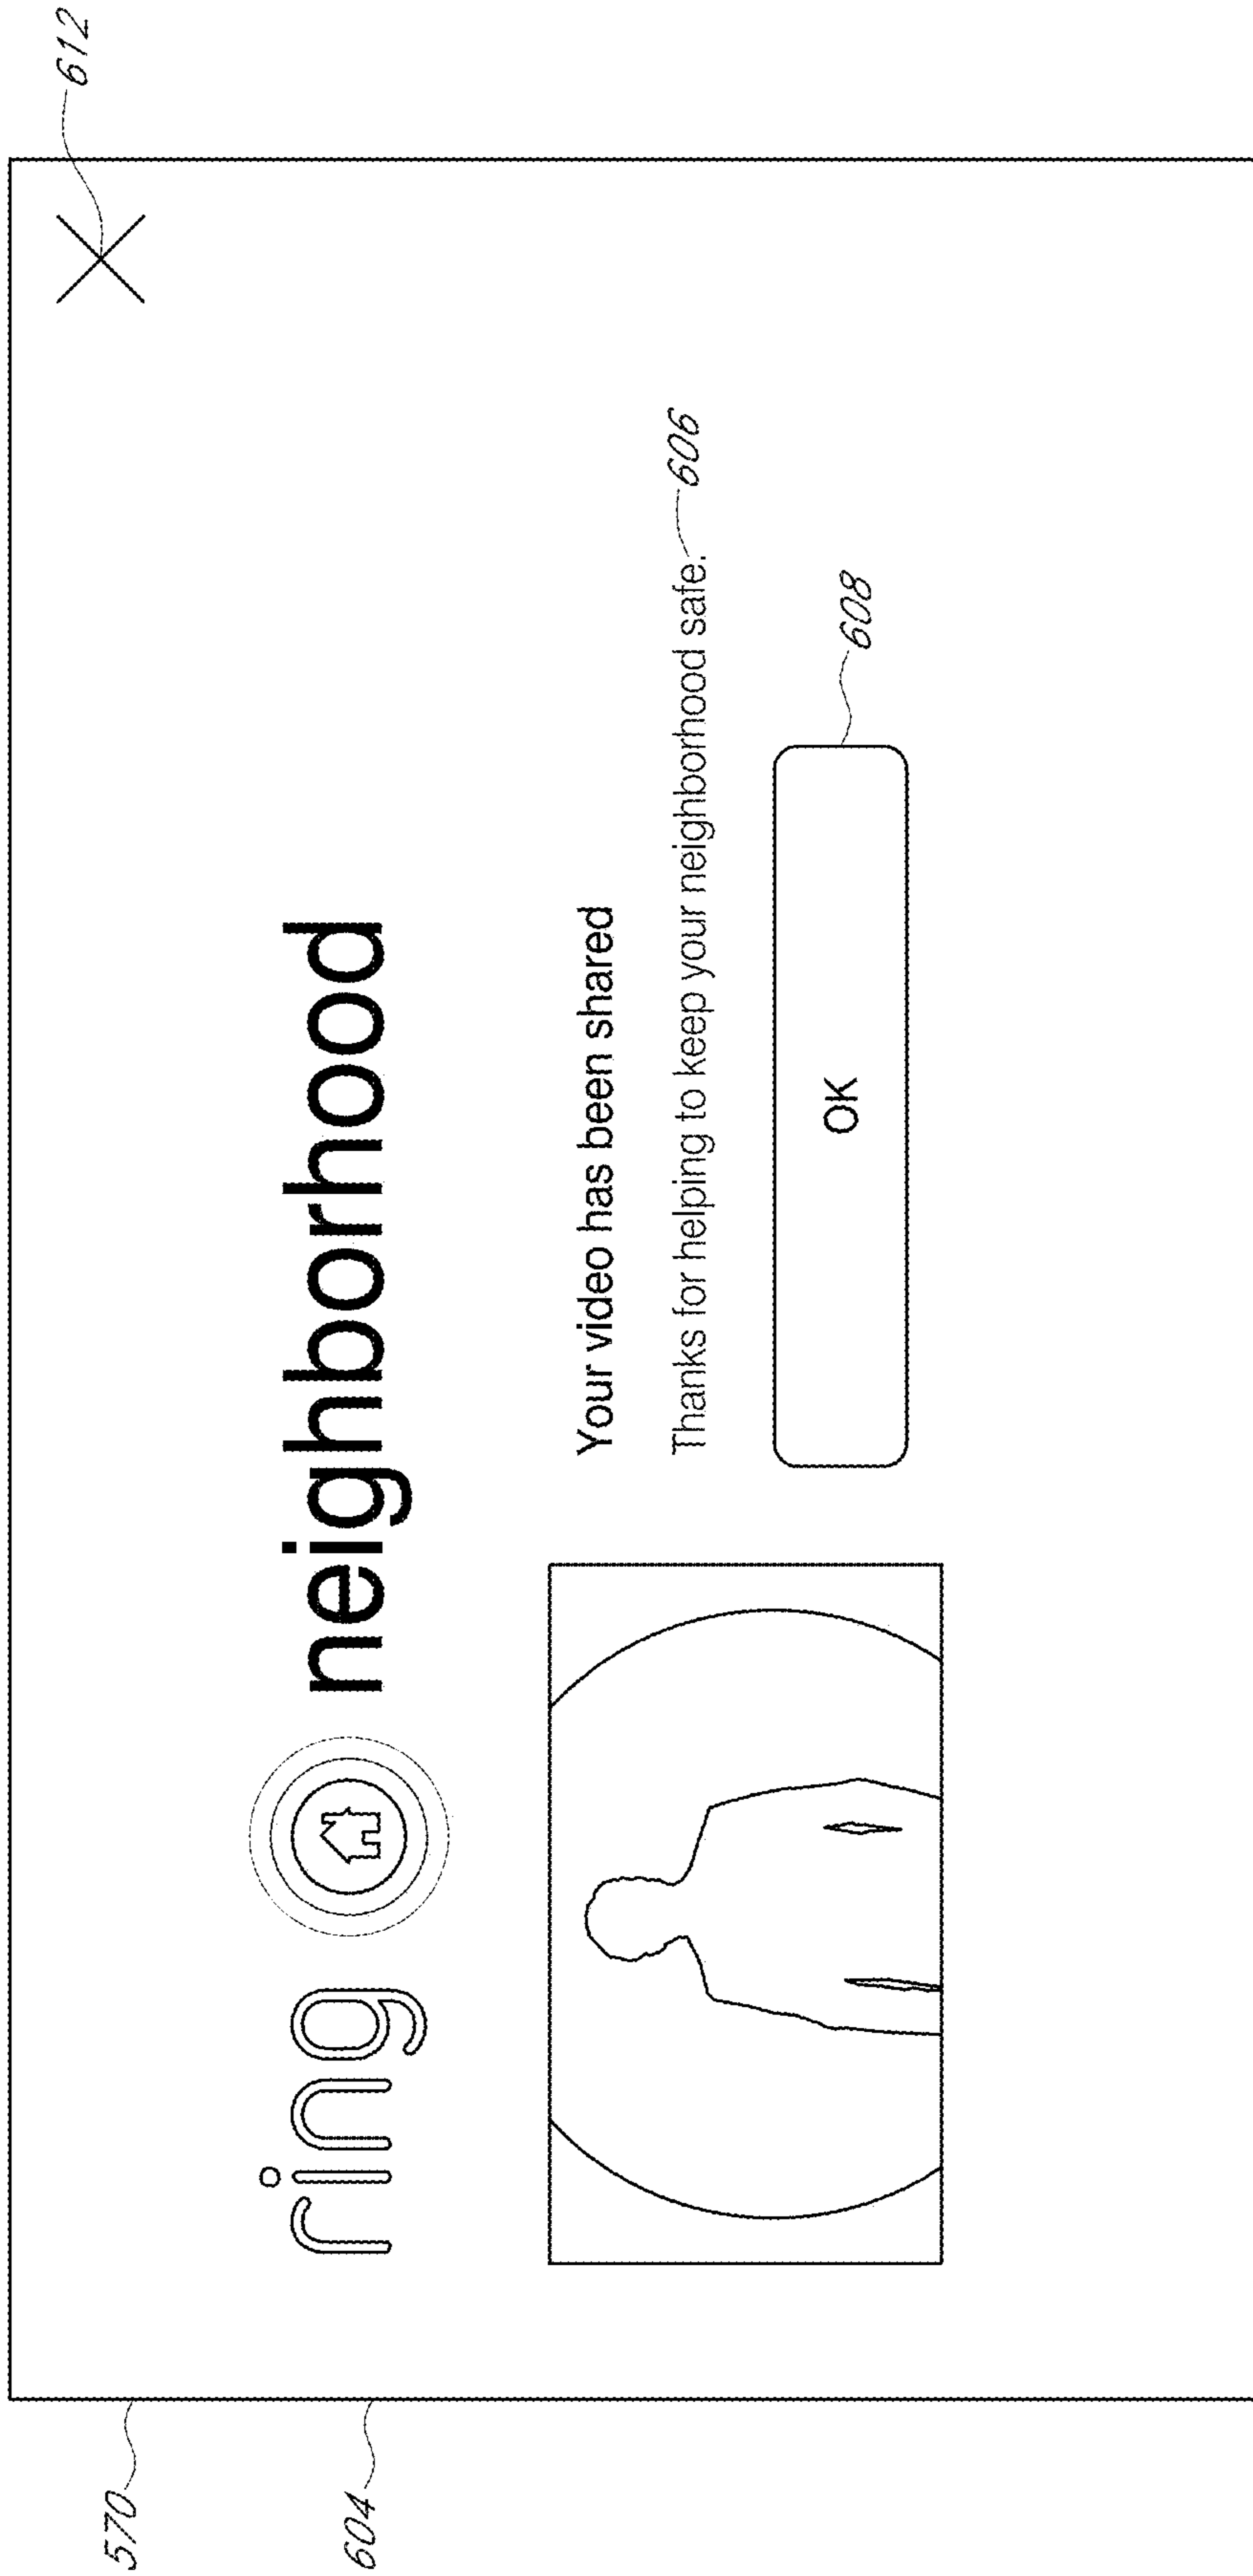 612
570
ring neighborhood
604
Your video has been shared
Thanks for helping to keep your neighborhood safe.
606
OK
608